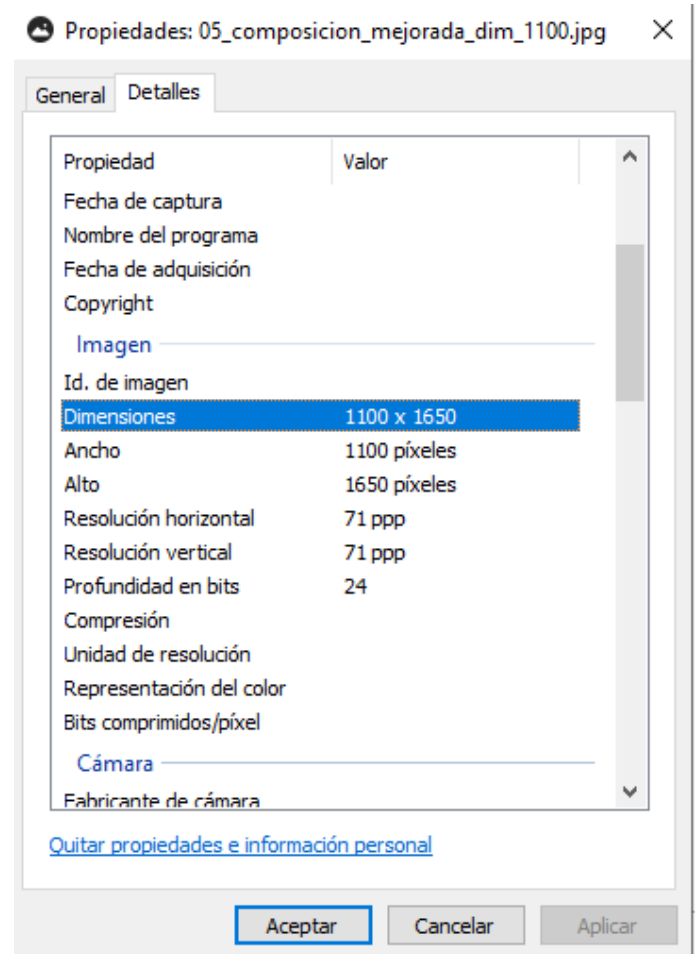 Propiedades: 05_composicion_mejorada_dim_1100.jpg
General Detalles
Propiedad Valor
Fecha de captura
Nombre del programa
Fecha de adquisición
Copyright
Imagen
Id. de imagen
Dimensiones 1100 x 1650
Ancho 1100 píxeles
Alto 1650 píxeles
Resolución horizontal 71 ppp
Resolución vertical 71 ppp
Profundidad en bits 24
Compresión
Unidad de resolución
Representación del color
Bits comprimidos/píxel
Cámara
Fabricante de cámara
Quitar propiedades e información personal
Aceptar Cancelar Aplicar